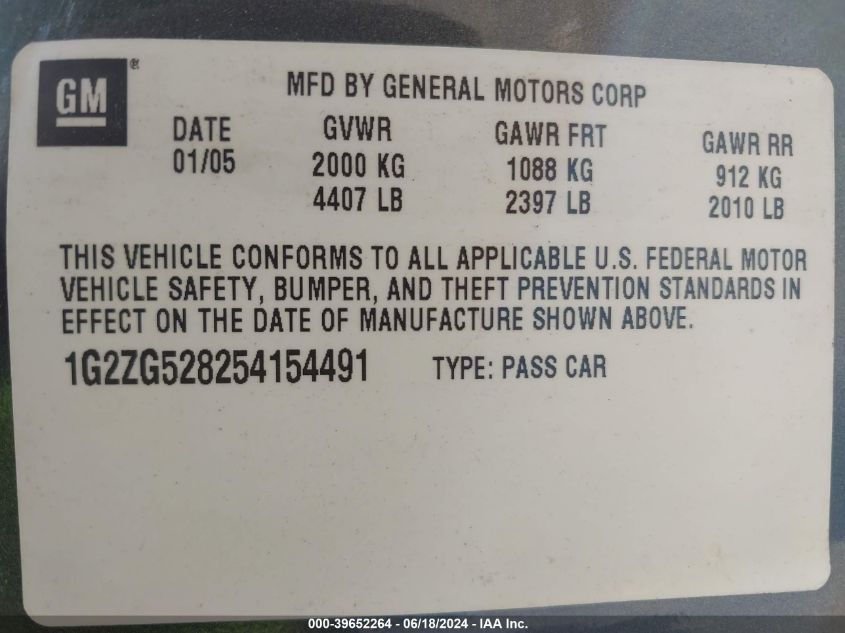 GM®
MFD BY GENERAL MOTORS CORP
DATE GVWR GAWR FRT GAWR RR
01/05 2000 KG 1088 KG 912 KG
4407 LB 2397 LB 2010 LB
THIS VEHICLE CONFORMS TO ALL APPLICABLE U.S. FEDERAL MOTOR
VEHICLE SAFETY, BUMPER, AND THEFT PREVENTION STANDARDS IN
EFFECT ON THE DATE OF MANUFACTURE SHOWN ABOVE.
1G2ZG528254154491 TYPE: PASS CAR
000-39652264 - 06/18/2024 - IAA Inc.